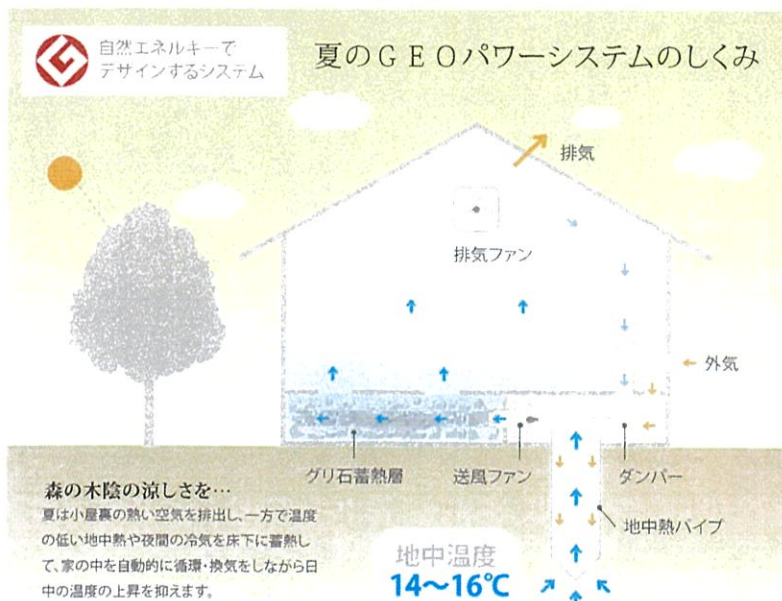 自然エネルギーで
デザインするシステム
夏のGEOパワーシステムのしくみ
排気
排気ファン
外気
グリ石蓄熱層
送風ファン
ダンパー
地中熱パイプ
森の木陰の涼しさを…
夏は小屋裏の熱い空気を排出し、一方で温度
の低い地中熱や夜間の冷気を床下に蓄熱し
て、家の中を自動的に循環・換気をしながら日
中の温度の上昇を抑えます。
地中温度
14〜16℃